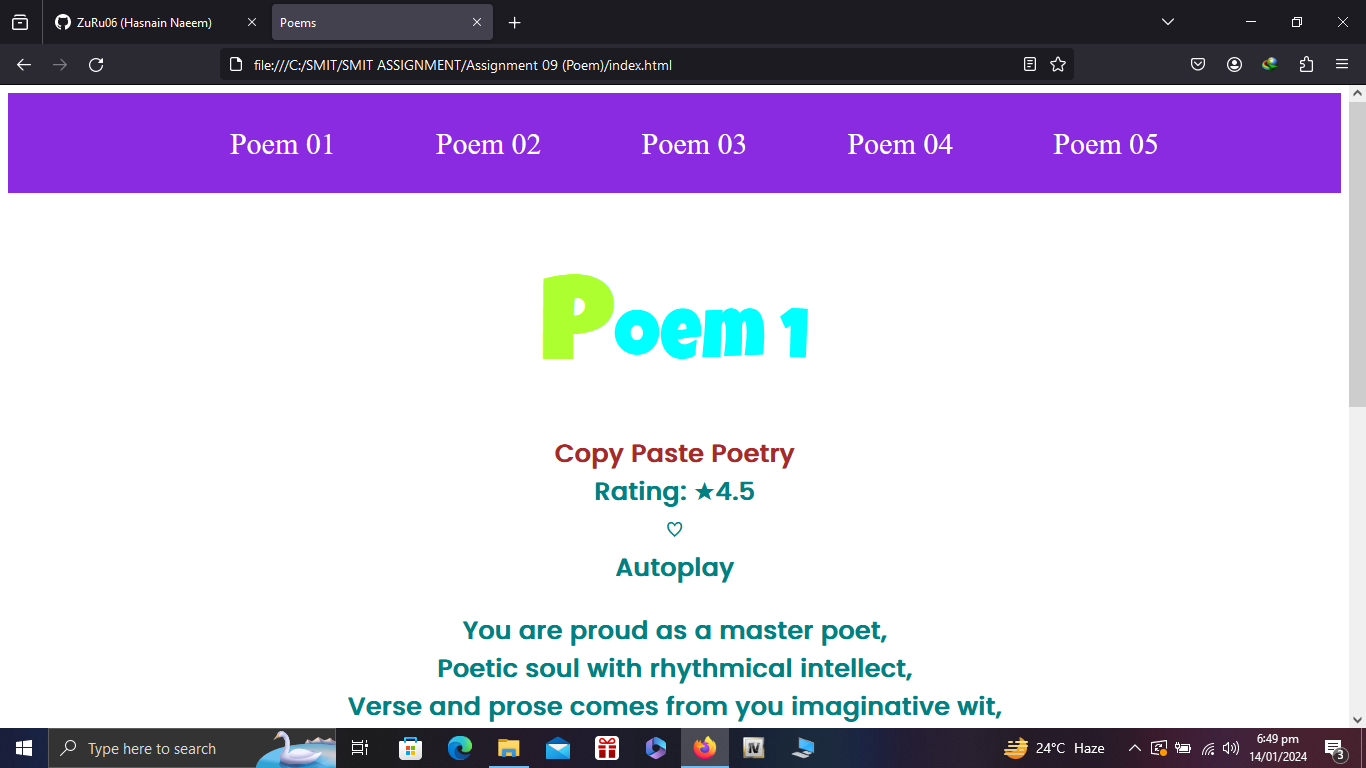 ZuRu06 (Hasnain Naeem)
Poems
file:///C:/SMIT/SMIT ASSIGNMENT/Assignment 09 (Poem)/index.html
Poem 01 Poem 02 Poem 03 Poem 04 Poem 05
Poem 1
Copy Paste Poetry
Rating: ★4.5
♡
Autoplay
You are proud as a master poet,
Poetic soul with rhythmical intellect,
Verse and prose comes from you imaginative wit,
Type here to search
24°C Haze
6:49 pm
14/01/2024
3